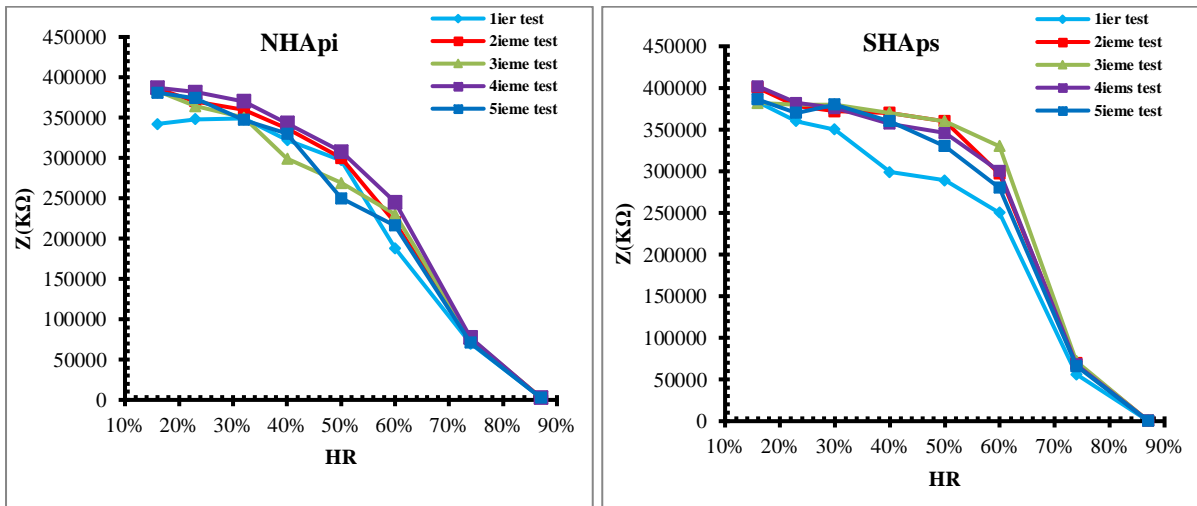 NHApi
1ier test
2ieme test
3ieme test
4ieme test
5ieme test
Z(KΩ)
450000
400000
350000
300000
250000
200000
150000
100000
50000
0
10% 20% 30% 40% 50% 60% 70% 80% 90%
HR
SHAps
1ier test
2ieme test
3ieme test
4iems test
5ieme test
Z(KΩ)
450000
400000
350000
300000
250000
200000
150000
100000
50000
0
10% 20% 30% 40% 50% 60% 70% 80% 90%
HR